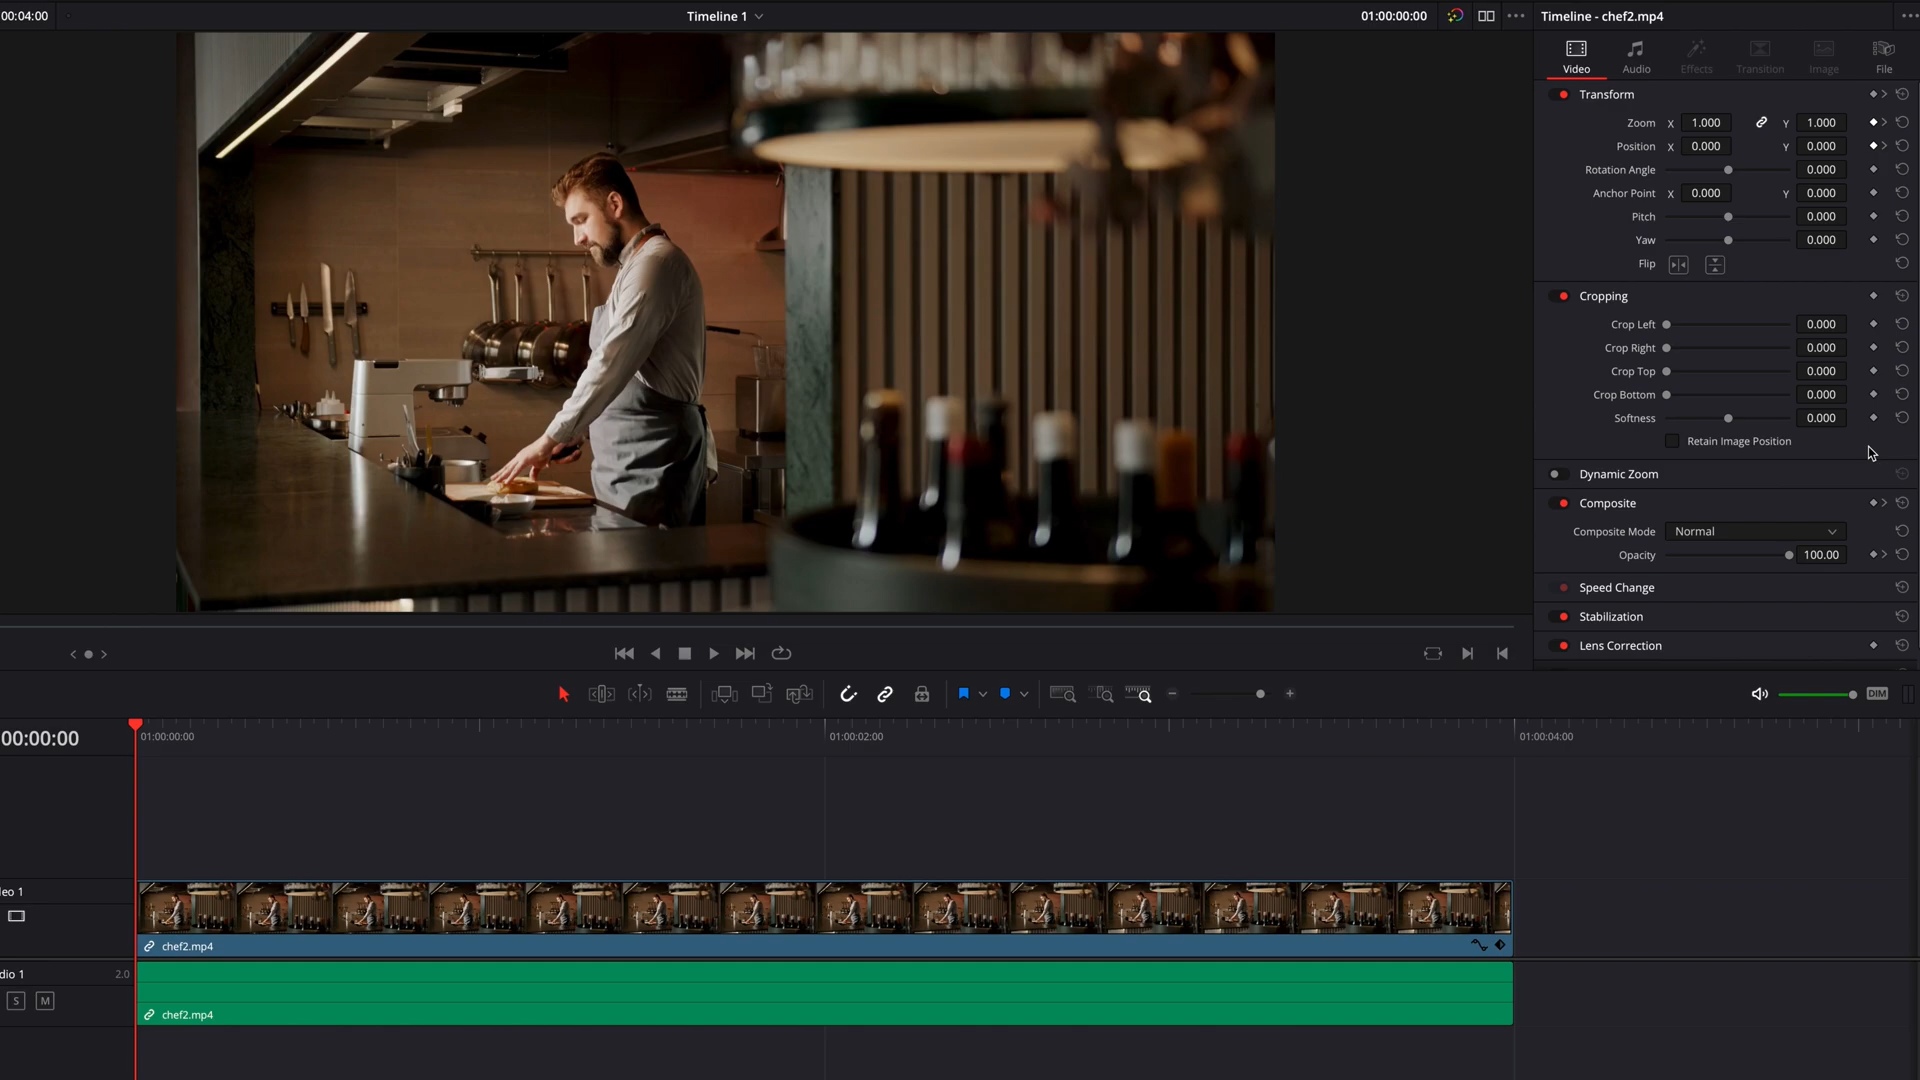 00:04:00
Timeline 1
01:00:00:00
Timeline - chef2.mp4
Video
Audio
Effects
Transition
Image
File
Transform
Zoom X 1.000 Y 1.000
Position X 0.000 Y 0.000
Rotation Angle 0.000
Anchor Point X 0.000 Y 0.000
Pitch 0.000
Yaw 0.000
Flip
Cropping
Crop Left 0.000
Crop Right 0.000
Crop Top 0.000
Crop Bottom 0.000
Softness 0.000
Retain Image Position
Dynamic Zoom
Composite
Composite Mode Normal
Opacity 100.00
Speed Change
Stabilization
Lens Correction
DIM
00:00:00
01:00:00:00
01:00:02:00
01:00:04:00
eo 1
chef2.mp4
dio 1 2.0
S M
chef2.mp4